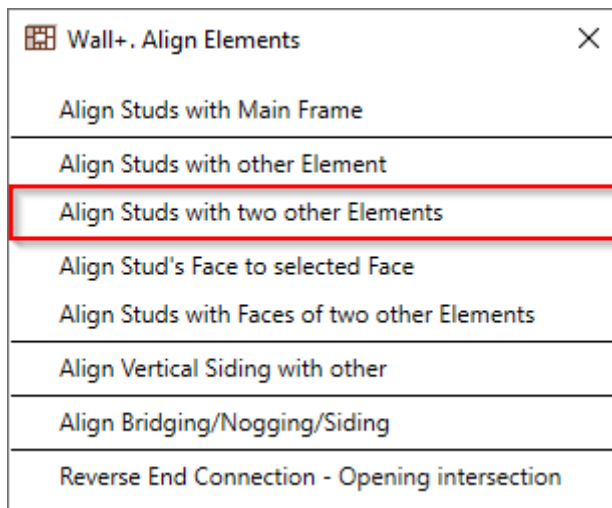 Wall+. Align Elements
Align Studs with Main Frame
Align Studs with other Element
Align Studs with two other Elements
Align Stud's Face to selected Face
Align Studs with Faces of two other Elements
Align Vertical Siding with other
Align Bridging/Nogging/Siding
Reverse End Connection - Opening intersection